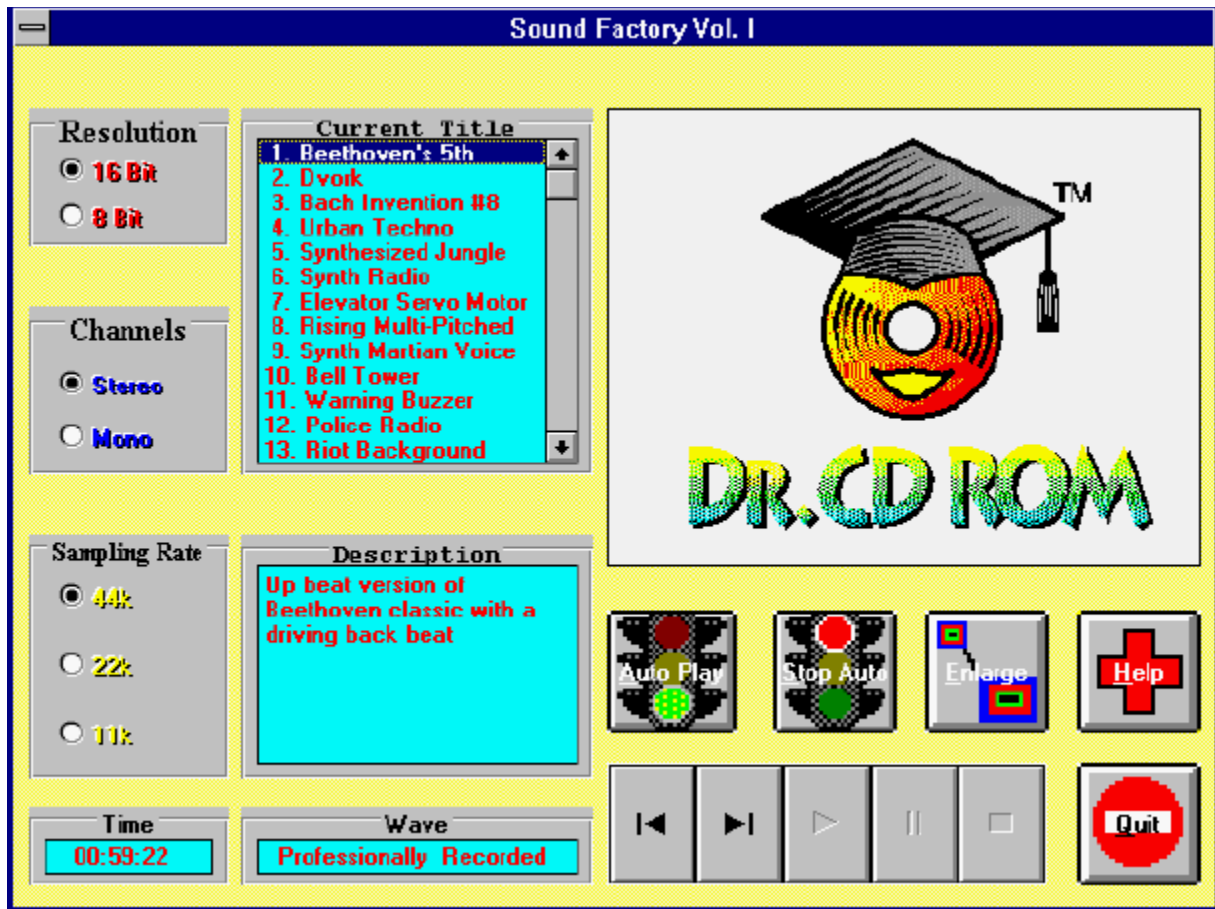 Sound Factory Vol. I
Resolution
16 Bit
8 Bit
Channels
Stereo
Mono
Sampling Rate
44k
22k
11k
Time
00:59:22
Current Title
1. Beethoven's 5th
2. Dvork
3. Bach Invention #8
4. Urban Techno
5. Synthesized Jungle
6. Synth Radio
7. Elevator Servo Motor
8. Rising Multi-Pitched
9. Synth Martian Voice
10. Bell Tower
11. Warning Buzzer
12. Police Radio
13. Riot Background
Description
Up beat version of
Beethoven classic with a
driving back beat
Wave
Professionally Recorded
TM
DR. CD ROM
Auto Play
Stop Auto
Enlarge
Help
Quit